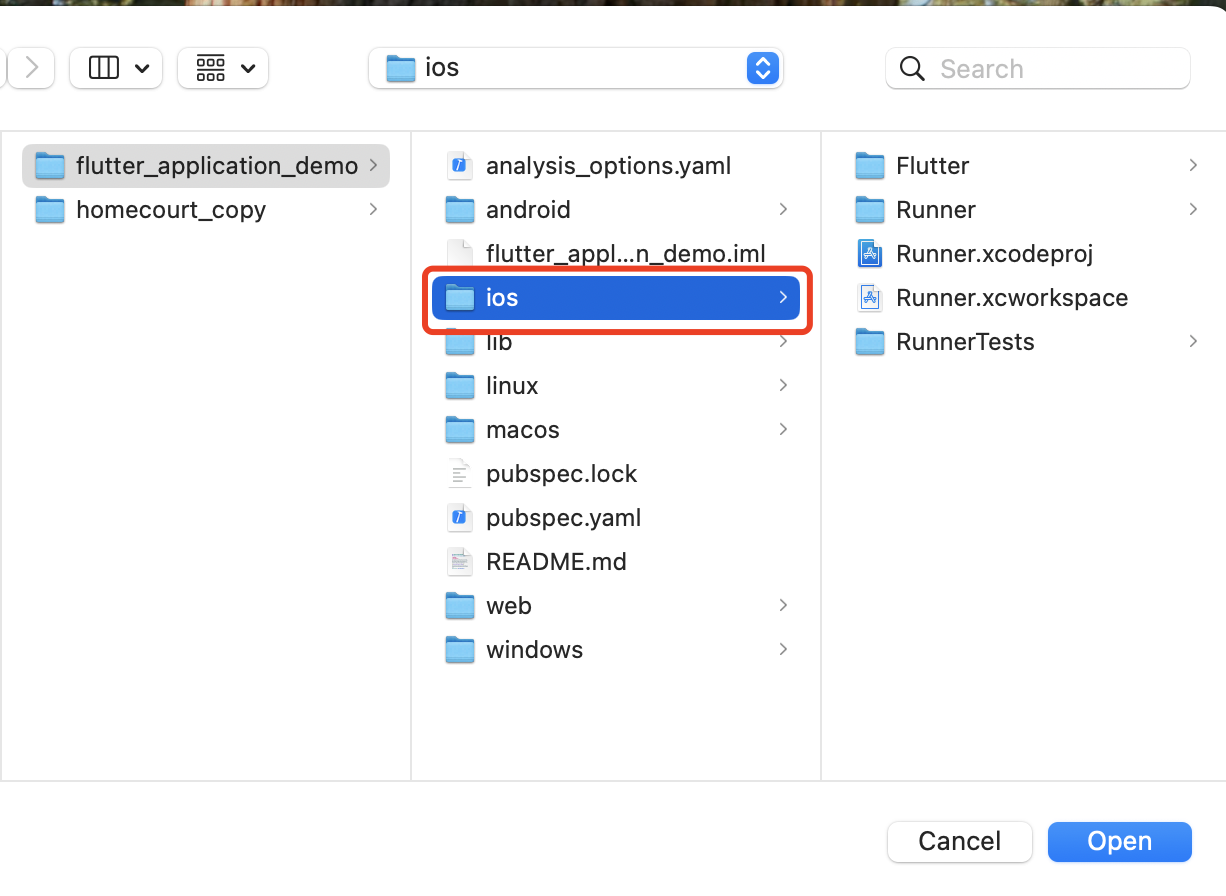 ios
Search
flutter_application_demo
homecourt_copy
analysis_options.yaml
android
flutter_appl...n_demo.iml
ios
lib
linux
macos
pubspec.lock
pubspec.yaml
README.md
web
windows
Flutter
Runner
Runner.xcodeproj
Runner.xcworkspace
RunnerTests
Cancel
Open